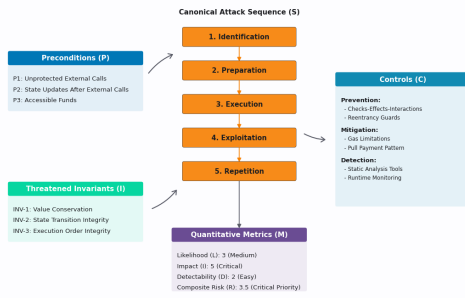 Canonical Attack Sequence (S)
1. Identification
2. Preparation
3. Execution
4. Exploitation
5. Repetition
Preconditions (P)
P1: Unprotected External Calls
P2: State Updates After External Calls
P3: Accessible Funds
Threatened Invariants (I)
INV-1: Value Conservation
INV-2: State Transition Integrity
INV-3: Execution Order Integrity
Controls (C)
Prevention:
- Checks-Effects-Interactions
- Reentrancy Guards
Mitigation:
- Gas Limitations
- Pull Payment Pattern
Detection:
- Static Analysis Tools
- Runtime Monitoring
Quantitative Metrics (M)
Likelihood (L): 3 (Medium)
Impact (I): 5 (Critical)
Detectability (D): 2 (Easy)
Composite Risk (R): 3.5 (Critical Priority)